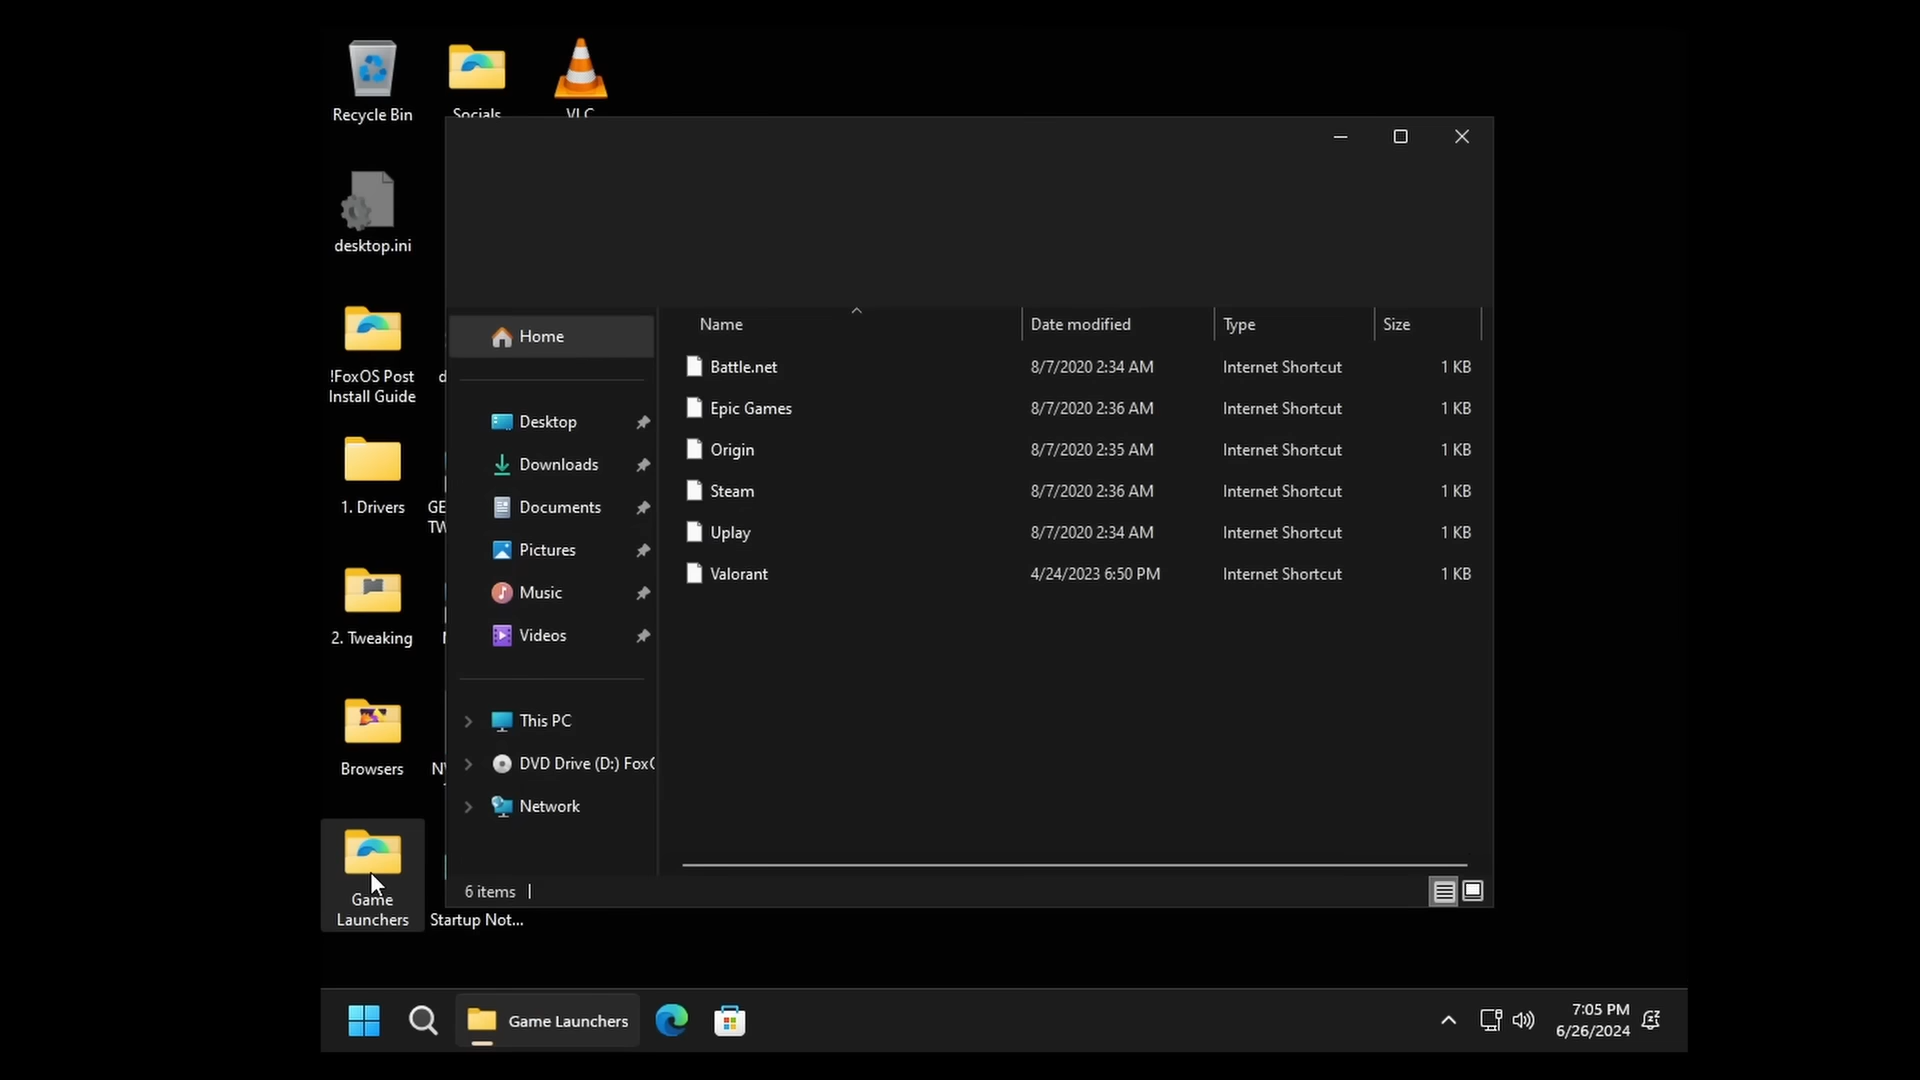 Recycle Bin
Socials
VLC
desktop.ini
!FoxOS Post
Install Guide
1. Drivers
2. Tweaking
Browsers
Game
Launchers
Startup Not...
Home
Desktop
Downloads
Documents
Pictures
Music
Videos
This PC
DVD Drive (D:) Fox
Network
Name Date modified Type Size
Battle.net 8/7/2020 2:34 AM Internet Shortcut 1 KB
Epic Games 8/7/2020 2:36 AM Internet Shortcut 1 KB
Origin 8/7/2020 2:35 AM Internet Shortcut 1 KB
Steam 8/7/2020 2:36 AM Internet Shortcut 1 KB
Uplay 8/7/2020 2:34 AM Internet Shortcut 1 KB
Valorant 4/24/2023 6:50 PM Internet Shortcut 1 KB
6 items
Game Launchers
7:05 PM
6/26/2024